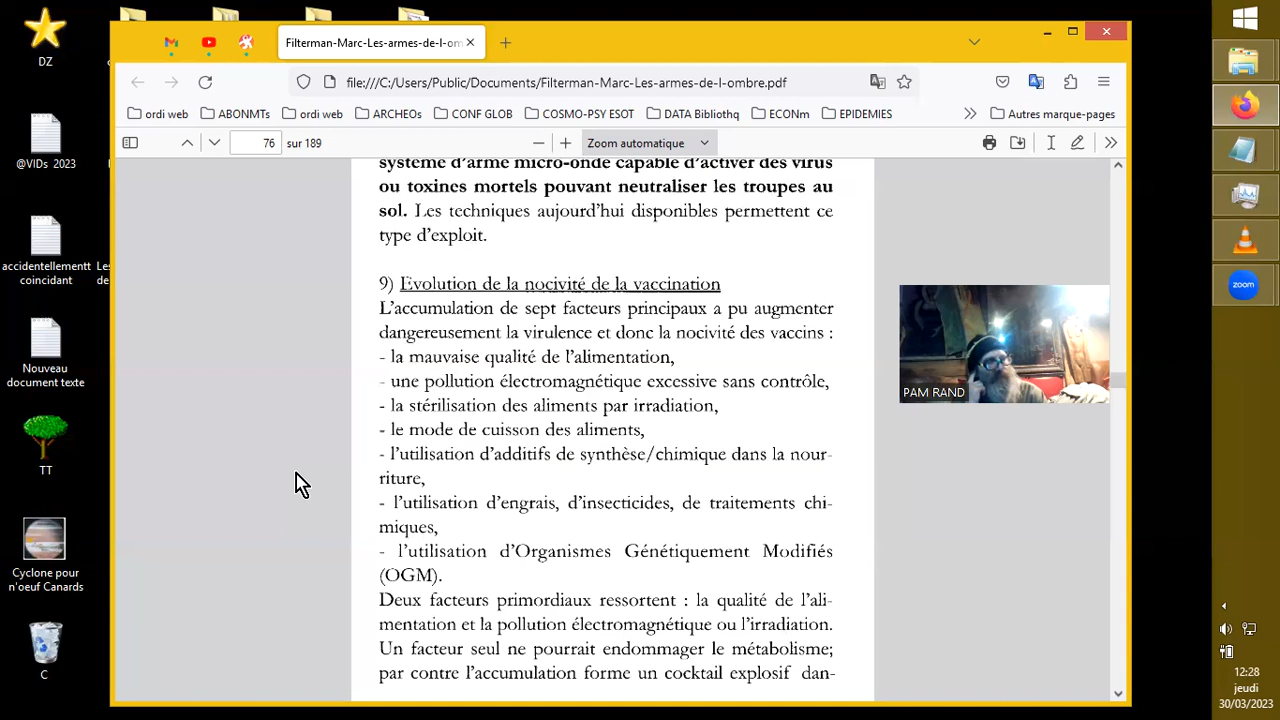 DZ
@VIDs 2023
accidentellementt
coincidant
Nouveau
document texte
TT
Cyclone pour
n'oeuf Canards
C
Filterman-Marc-Les-armes-de-l-om
file:///C:/Users/Public/Documents/Filterman-Marc-Les-armes-de-l-ombre.pdf
ordi web
ABONMTs
ordi web
ARCHEOs
CONF GLOB
COSMO-PSY ESOT
DATA Bibliothq
ECONm
EPIDEMIES
Autres marque-pages
76 sur 189
Zoom automatique
système d'arme micro-onde capable d'activer des virus
ou toxines mortels pouvant neutraliser les troupes au
sol. Les techniques aujourd'hui disponibles permettent ce
type d'exploit.
9) Evolution de la nocivité de la vaccination
L'accumulation de sept facteurs principaux a pu augmenter
dangereusement la virulence et donc la nocivité des vaccins :
- la mauvaise qualité de l'alimentation,
- une pollution électromagnétique excessive sans contrôle,
- la stérilisation des aliments par irradiation,
- le mode de cuisson des aliments,
- l'utilisation d'additifs de synthèse/chimique dans la nour-
riture,
- l'utilisation d'engrais, d'insecticides, de traitements chi-
miques,
- l'utilisation d'Organismes Génétiquement Modifiés
(OGM).
Deux facteurs primordiaux ressortent : la qualité de l'ali-
mentation et la pollution électromagnétique ou l'irradiation.
Un facteur seul ne pourrait endommager le métabolisme;
par contre l'accumulation forme un cocktail explosif dan-
PAM RAND
zoom
12:28
jeudi
30/03/2023